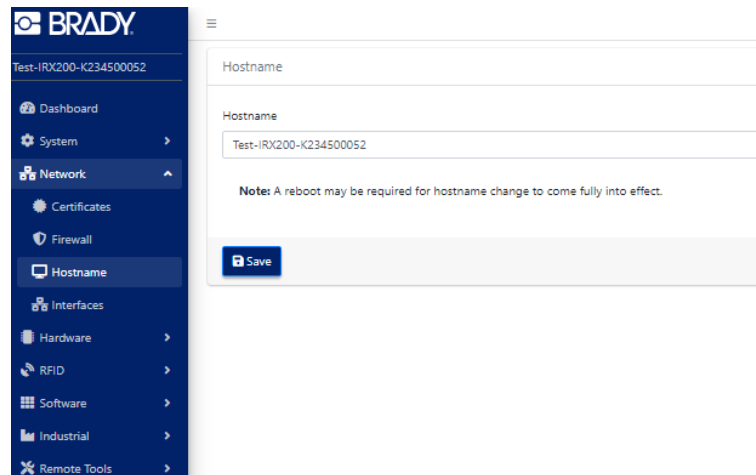 BRADY.
Test-IRX200-K234500052
Dashboard
System
Network
Certificates
Firewall
Hostname
Interfaces
Hardware
RFID
Software
Industrial
Remote Tools
Hostname
Hostname
Test-IRX200-K234500052
Note: A reboot may be required for hostname change to come fully into effect.
Save